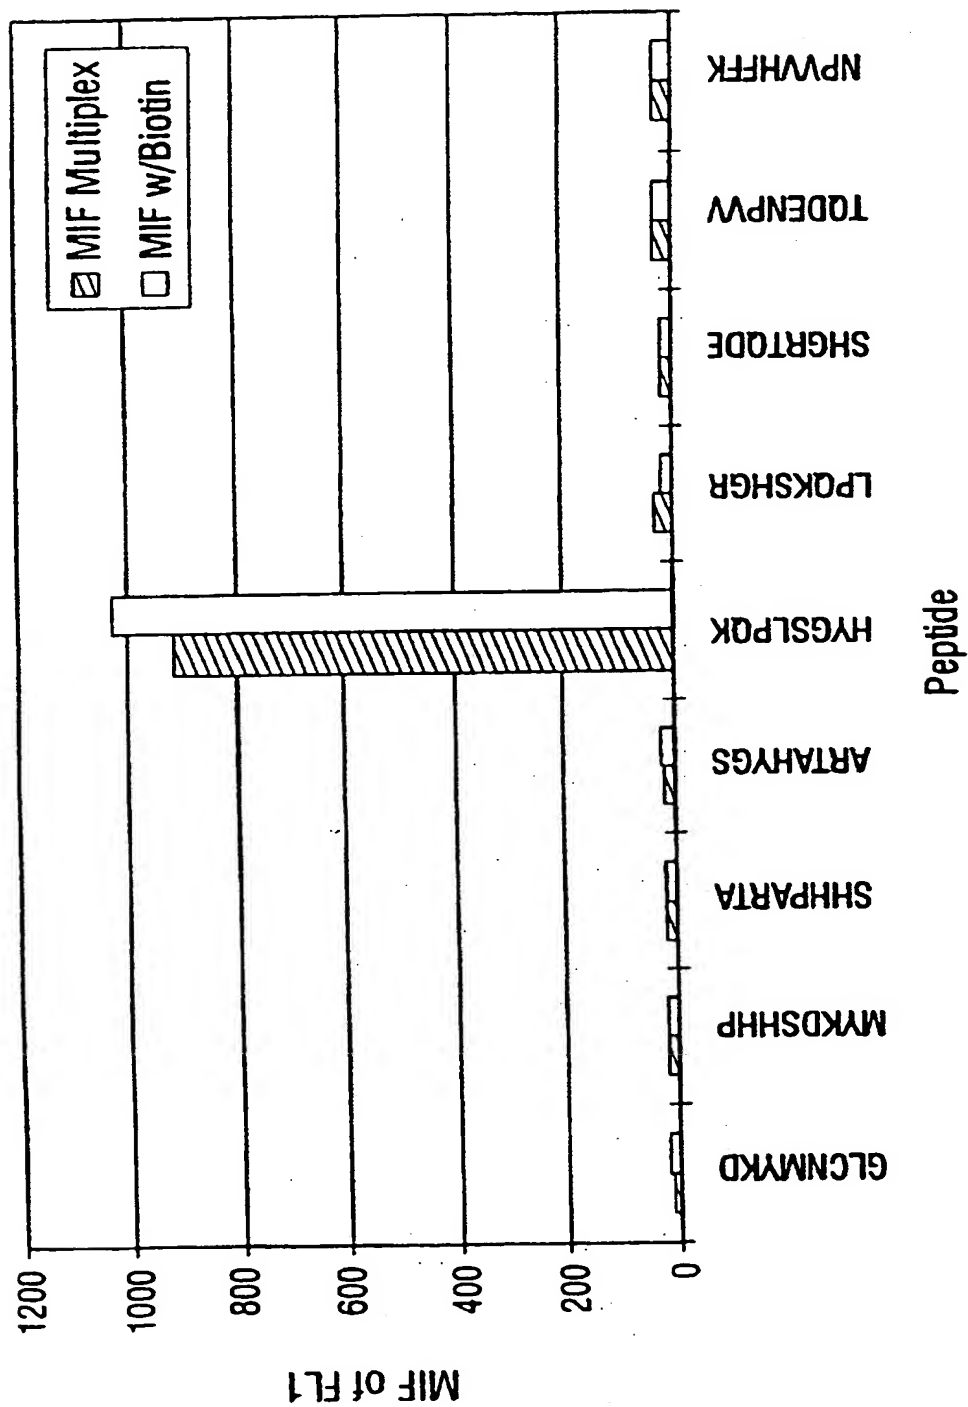 MIF Multiplex
MIF w/Biotin
1200
1000
800
600
400
200
0
MIF of FL1
GLCNMYKD
MYKDSHHP
SHHPARTA
ARTAHYGS
HYGSLPQK
LPQKSHGR
SHGRTQDE
TQDENPVV
NPVVHFFK
Peptide